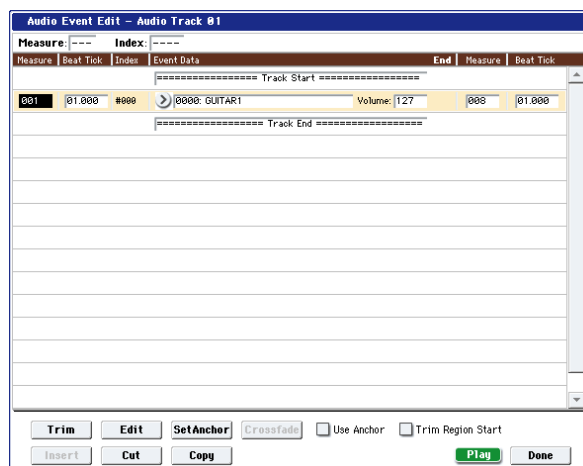 Audio Event Edit - Audio Track 01
Measure: --- Index: ----
Measure Beat Tick Index Event Data End Measure Beat Tick
================= Track Start =================
001 01.000 #000 0000: GUITAR1 Volume: 127 008 01.000
================== Track End ==================
Trim Edit SetAnchor Crossfade Use Anchor Trim Region Start
Insert Cut Copy Play Done